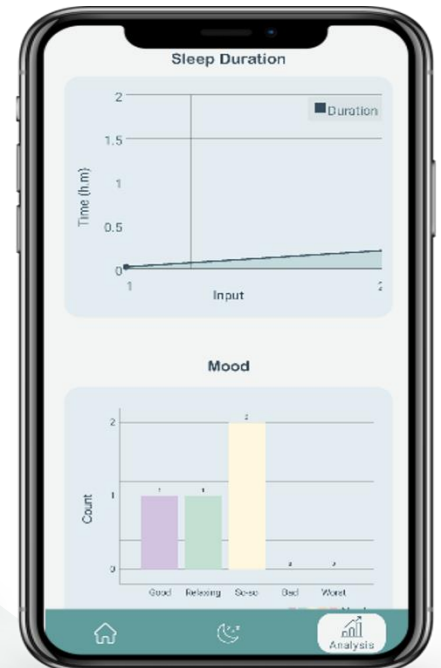 Sleep Duration
2
Duration
1.5
Time (h.m)
1
0.5
0
1
2
Input
Mood
2
2
Count
1
1
1
0
Good Relaxing So-so Bad Worst
Analysis